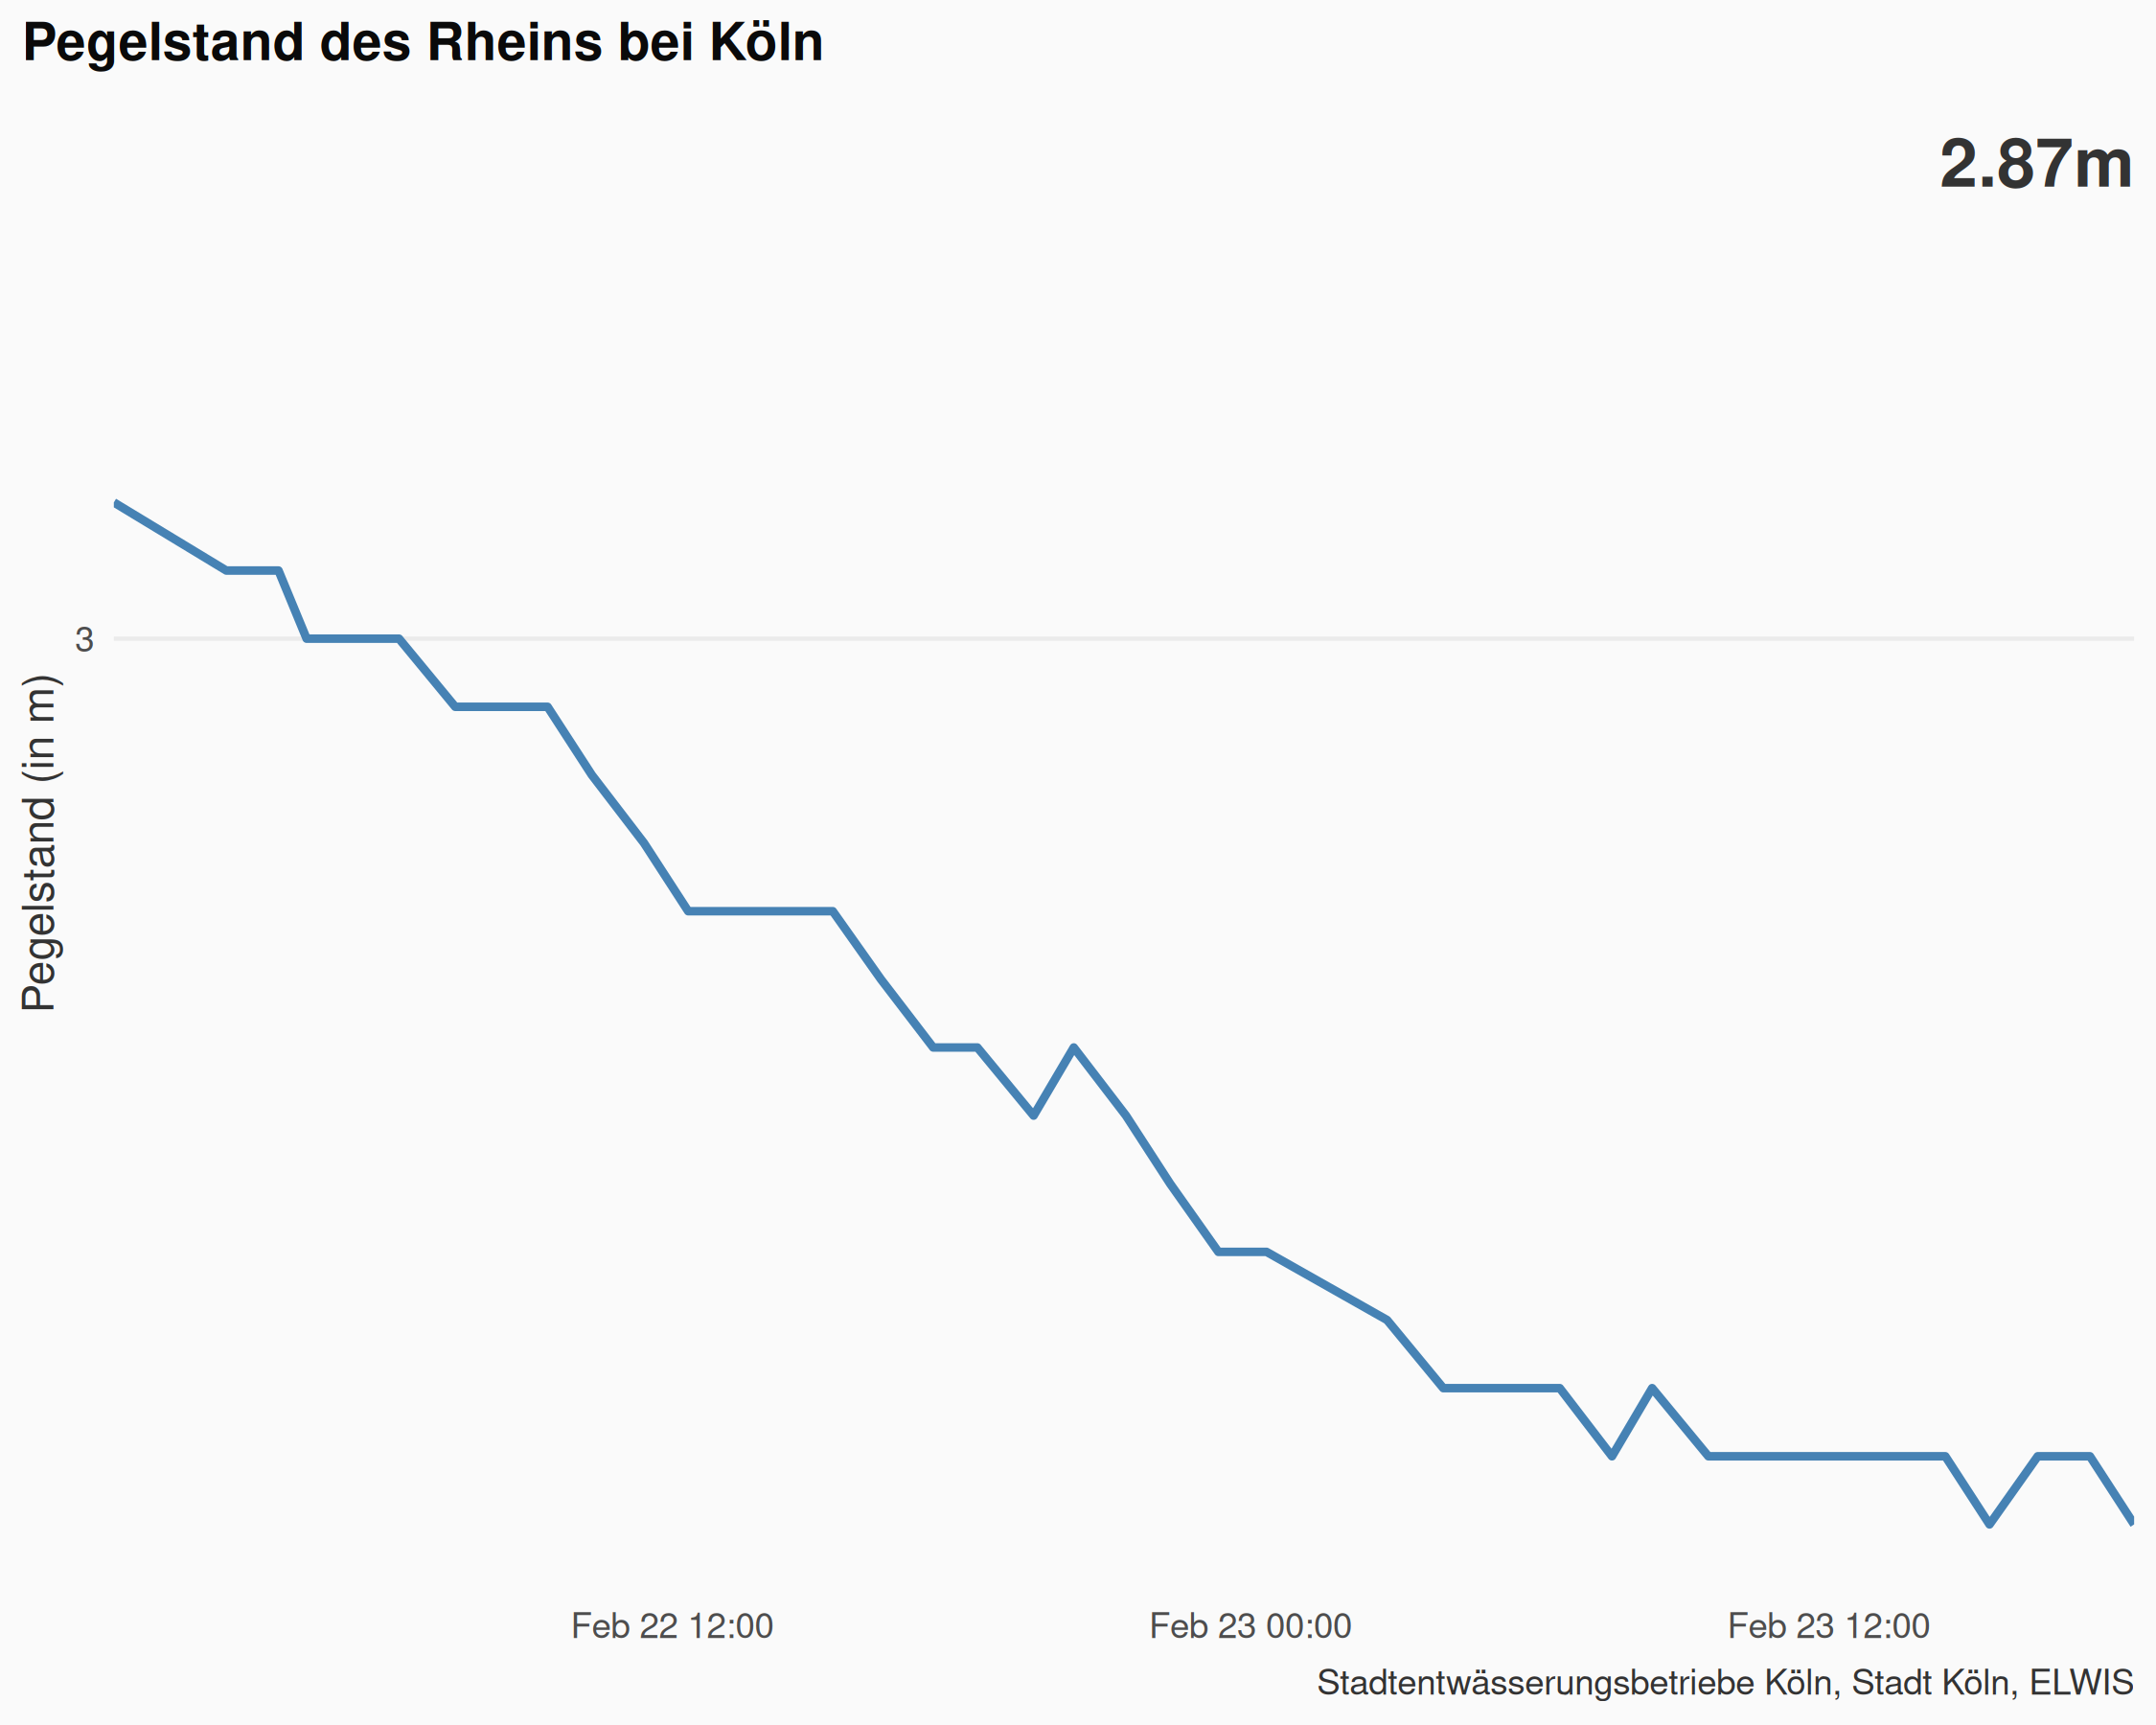 Pegelstand des Rheins bei Köln
2.87m
3
Pegelstand (in m)
Feb 22 12:00
Feb 23 00:00
Feb 23 12:00
Stadtentwässerungsbetriebe Köln, Stadt Köln, ELWIS